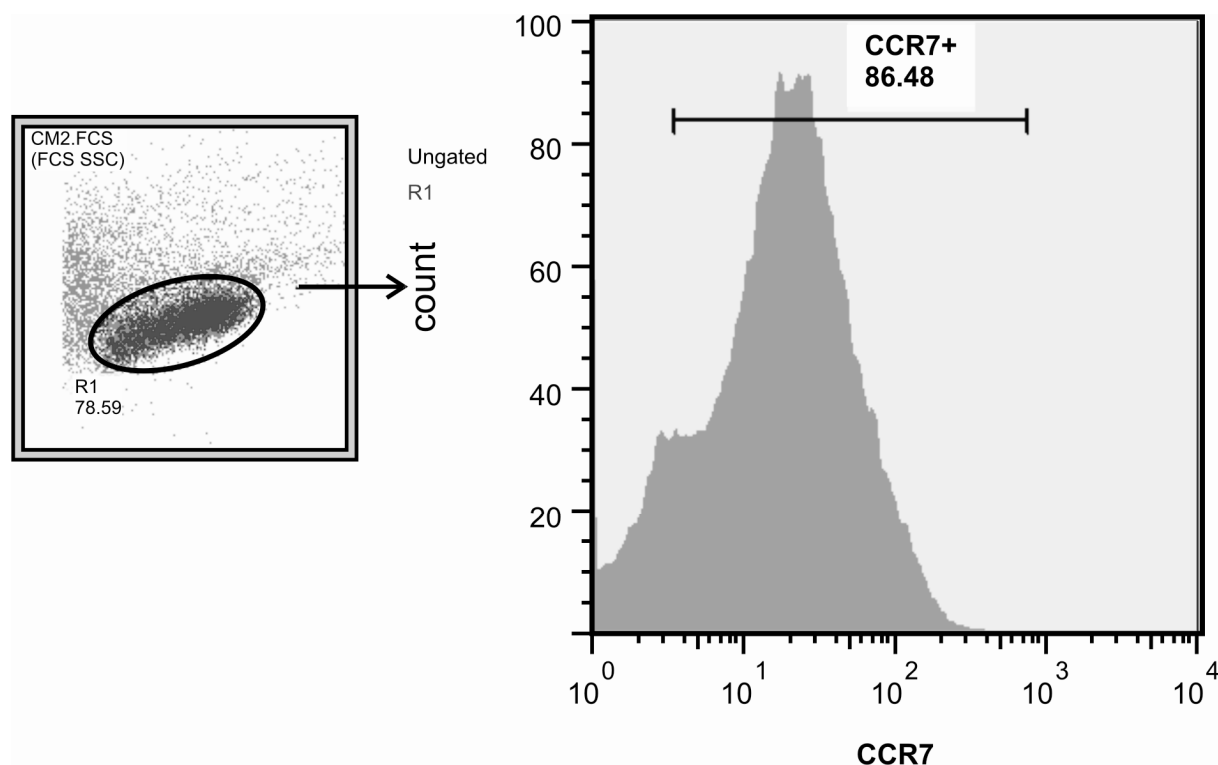 CM2.FCS
(FCS SSC)
R1
78.59
Ungated
R1
count
100
80
60
40
20
CCR7+
86.48
10^0 10^1 10^2 10^3 10^4
CCR7